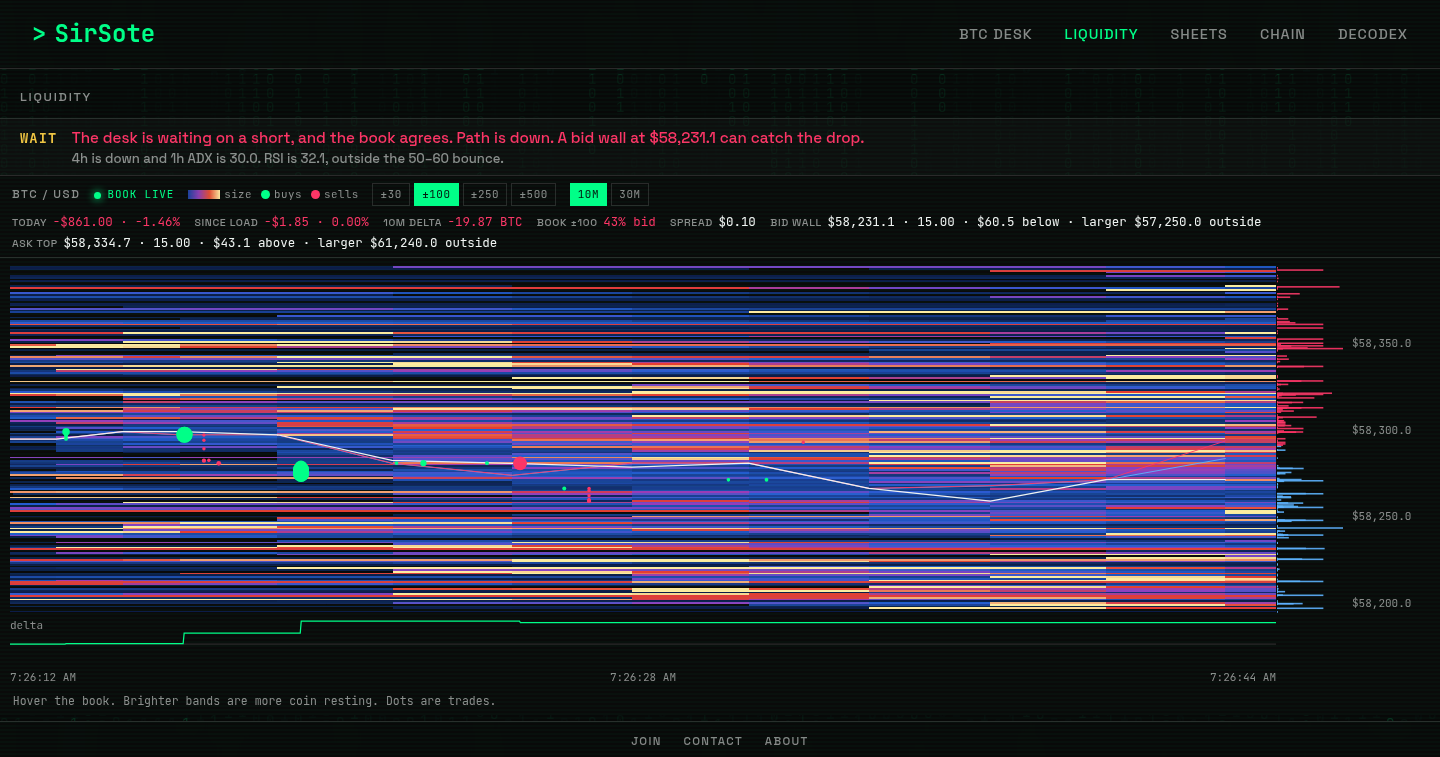 > SirSote
BTC DESK LIQUIDITY SHEETS CHAIN DECODEX
LIQUIDITY
WAIT The desk is waiting on a short, and the book agrees. Path is down. A bid wall at $58,231.1 can catch the drop.
4h is down and 1h ADX is 30.0. RSI is 32.1, outside the 50–60 bounce.
BTC / USD BOOK LIVE size buys sells ±30 ±100 ±250 ±500 10M 30M
TODAY -$861.00 · -1.46% SINCE LOAD -$1.85 · 0.00% 10M DELTA -19.87 BTC BOOK ±100 43% bid SPREAD $0.10 BID WALL $58,231.1 · 15.00 · $60.5 below · larger $57,250.0 outside
ASK TOP $58,334.7 · 15.00 · $43.1 above · larger $61,240.0 outside
$58,350.0
$58,300.0
$58,250.0
$58,200.0
delta
7:26:12 AM 7:26:28 AM 7:26:44 AM
Hover the book. Brighter bands are more coin resting. Dots are trades.
JOIN CONTACT ABOUT